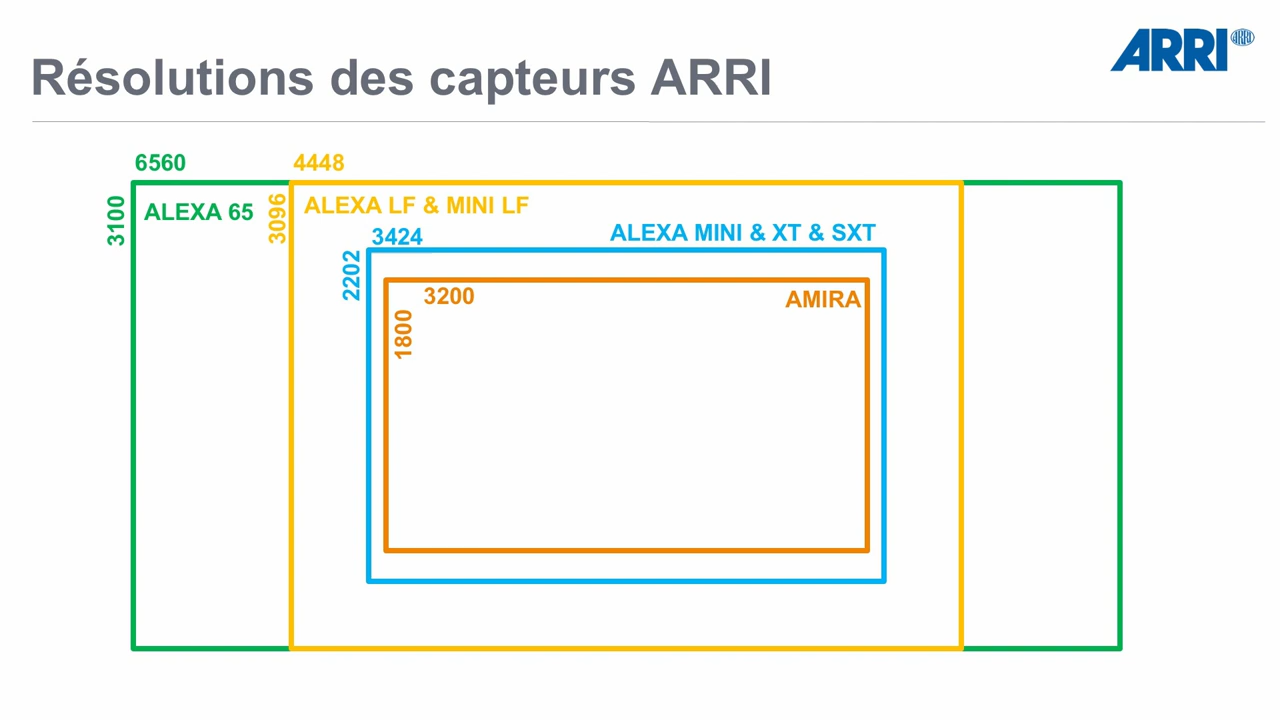 ARRI
ARRI
Résolutions des capteurs ARRI
6560
4448
3100
ALEXA 65
3096
ALEXA LF & MINI LF
3424
ALEXA MINI & XT & SXT
2202
3200
AMIRA
1800